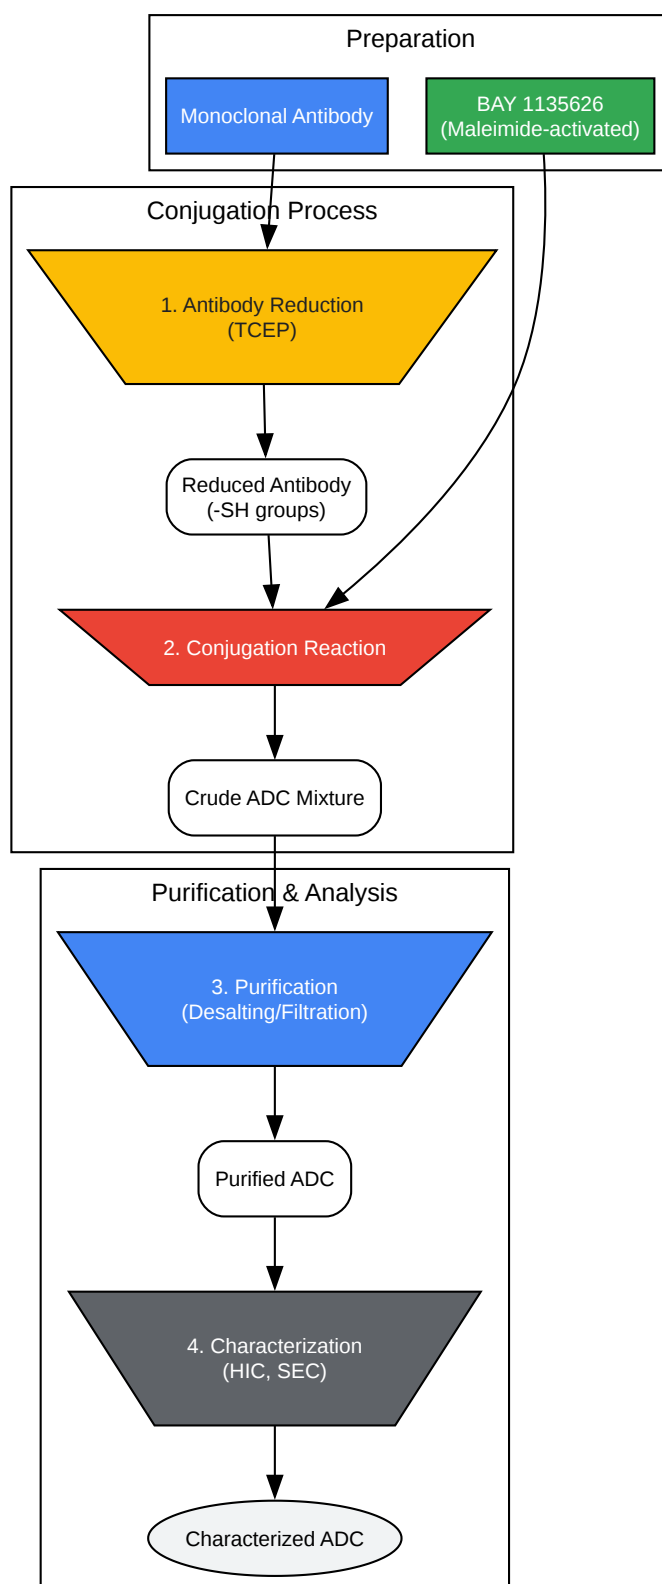 Preparation
Monoclonal Antibody
BAY 1135626
(Maleimide-activated)
Conjugation Process
1. Antibody Reduction
(TCEP)
Reduced Antibody
(-SH groups)
2. Conjugation Reaction
Crude ADC Mixture
Purification & Analysis
3. Purification
(Desalting/Filtration)
Purified ADC
4. Characterization
(HIC, SEC)
Characterized ADC